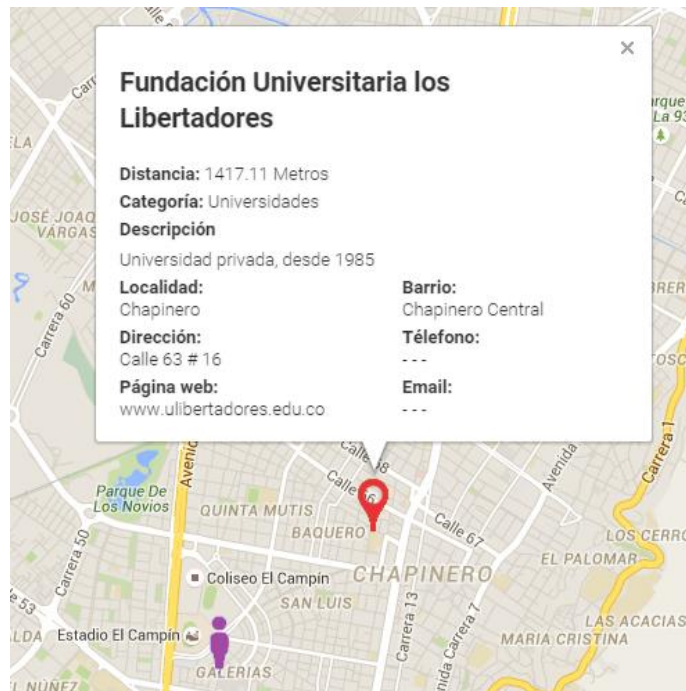 Calle
×
Fundación Universitaria los
Libertadores
Distancia: 1417.11 Metros
Categoría: Universidades
Descripción
Universidad privada, desde 1985
Localidad:
Chapinero
Barrio:
Chapinero Central
Dirección:
Calle 63 # 16
Télefono:
- - -
Página web:
www.ulibertadores.edu.co
Email:
- - -
La 93
JOSÉ JOAQ
VARGAS
Carrera 60
Carrera 1
Avenida
Parque De
Los Novios
QUINTA MUTIS
BAQUERO
Calle 67
LOS CERRO
EL PALOMAR
Carrera 50
Coliseo El Campín
CHAPINERO
SAN LUIS
Carrera 13
Carrera 7
LAS ACACIAS
MARIA CRISTINA
Estadio El Campín
GALERIAS